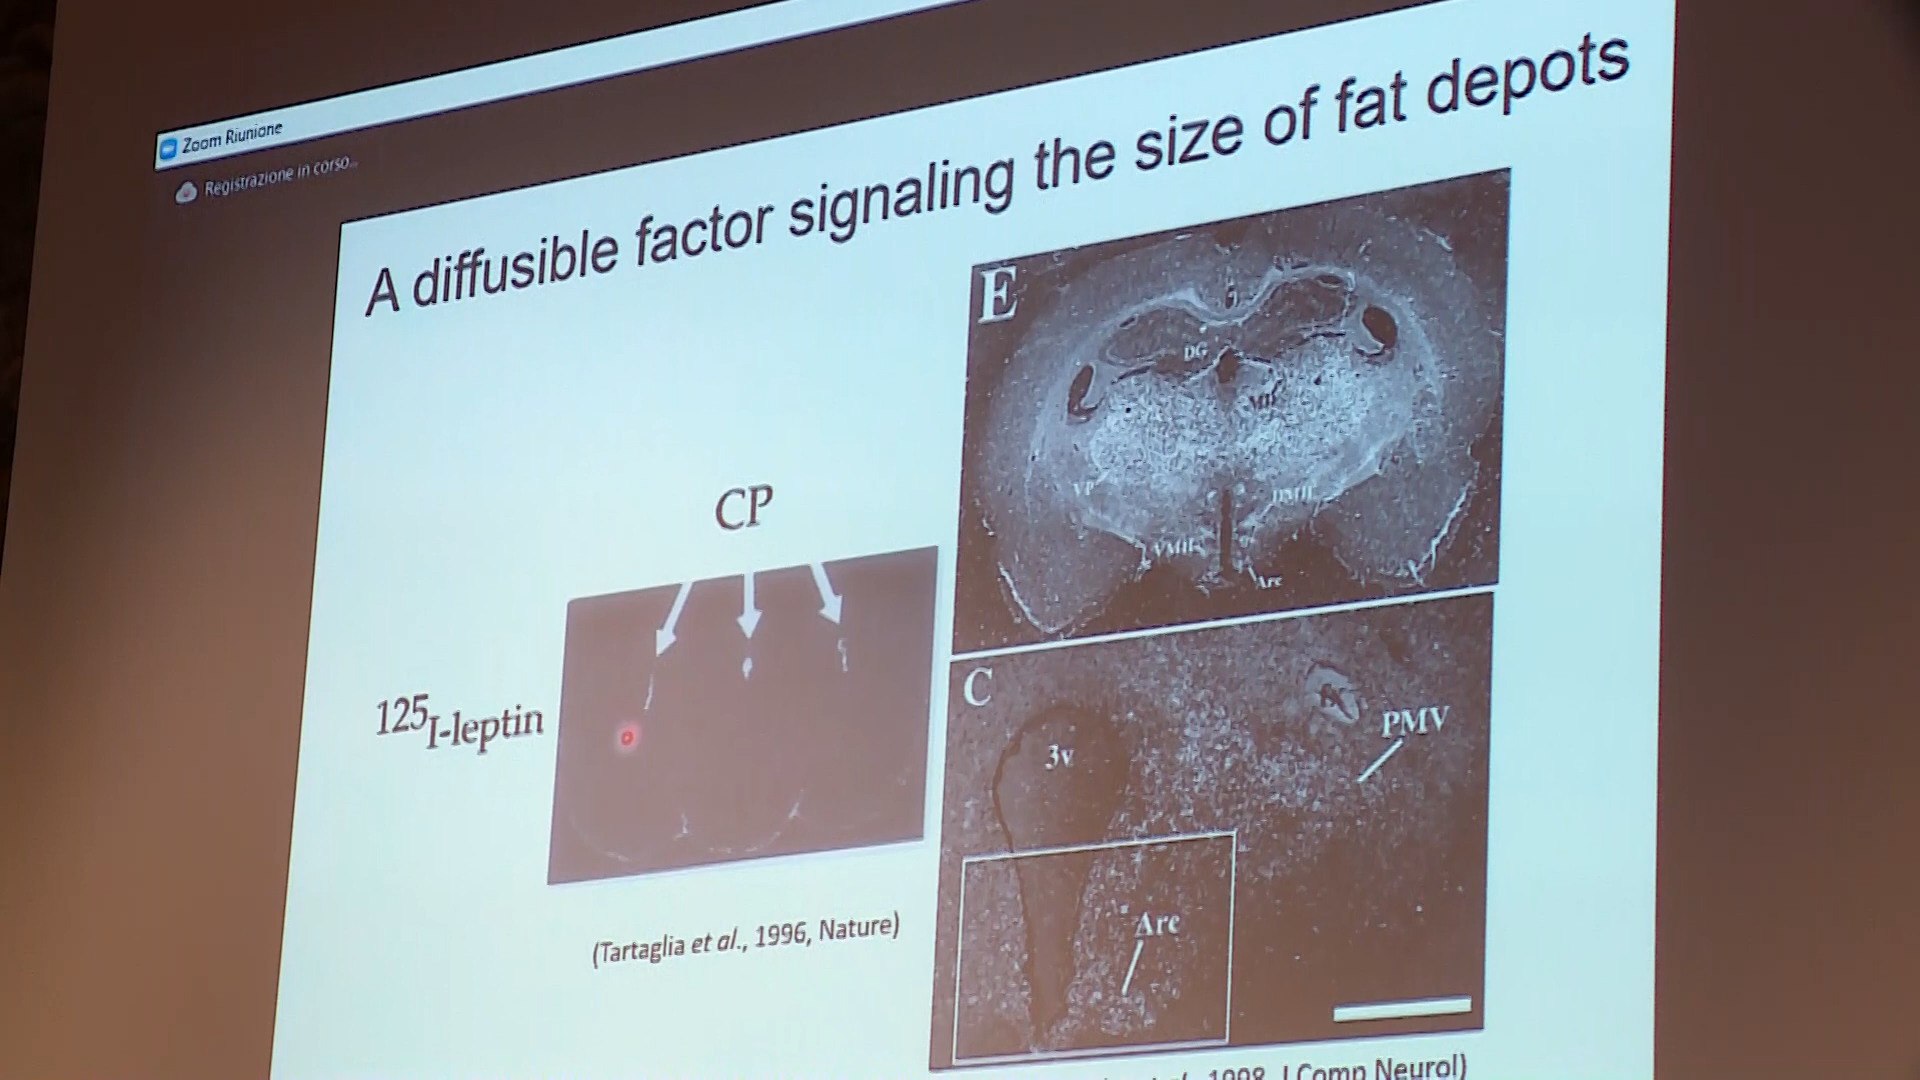 Zoom Riunione
Registrazione in corso...
A diffusible factor signaling the size of fat depots
CP
125I-leptin
(Tartaglia et al., 1996, Nature)
E
DG
VP
DMH
VMH
Arc
C
3v
PMV
Arc
1998, J Comp Neurol)